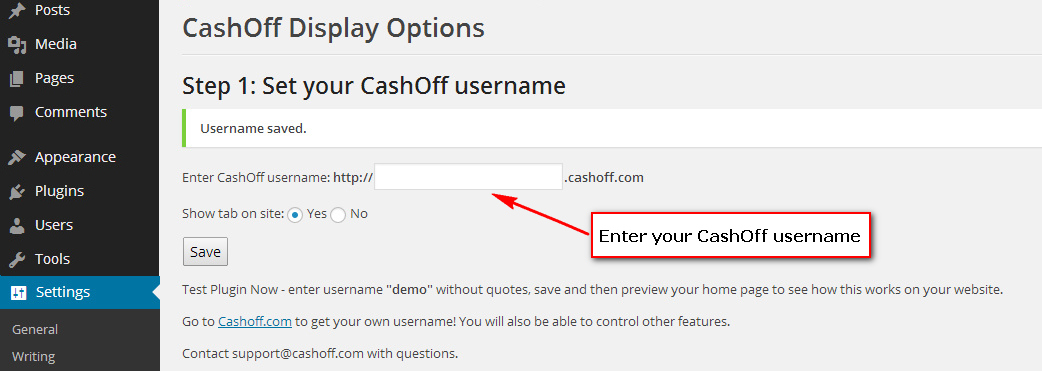 Posts
Media
Pages
Comments
Appearance
Plugins
Users
Tools
Settings
General
Writing
CashOff Display Options
Step 1: Set your CashOff username
Username saved.
Enter CashOff username: http:// .cashoff.com
Show tab on site: Yes No
Enter your CashOff username
Save
Test Plugin Now - enter username "demo" without quotes, save and then preview your home page to see how this works on your website.
Go to Cashoff.com to get your own username! You will also be able to control other features.
Contact support@cashoff.com with questions.